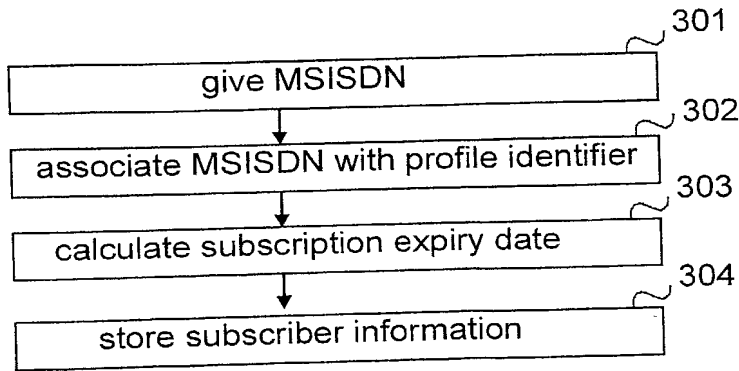 301
give MSISDN
302
associate MSISDN with profile identifier
303
calculate subscription expiry date
304
store subscriber information